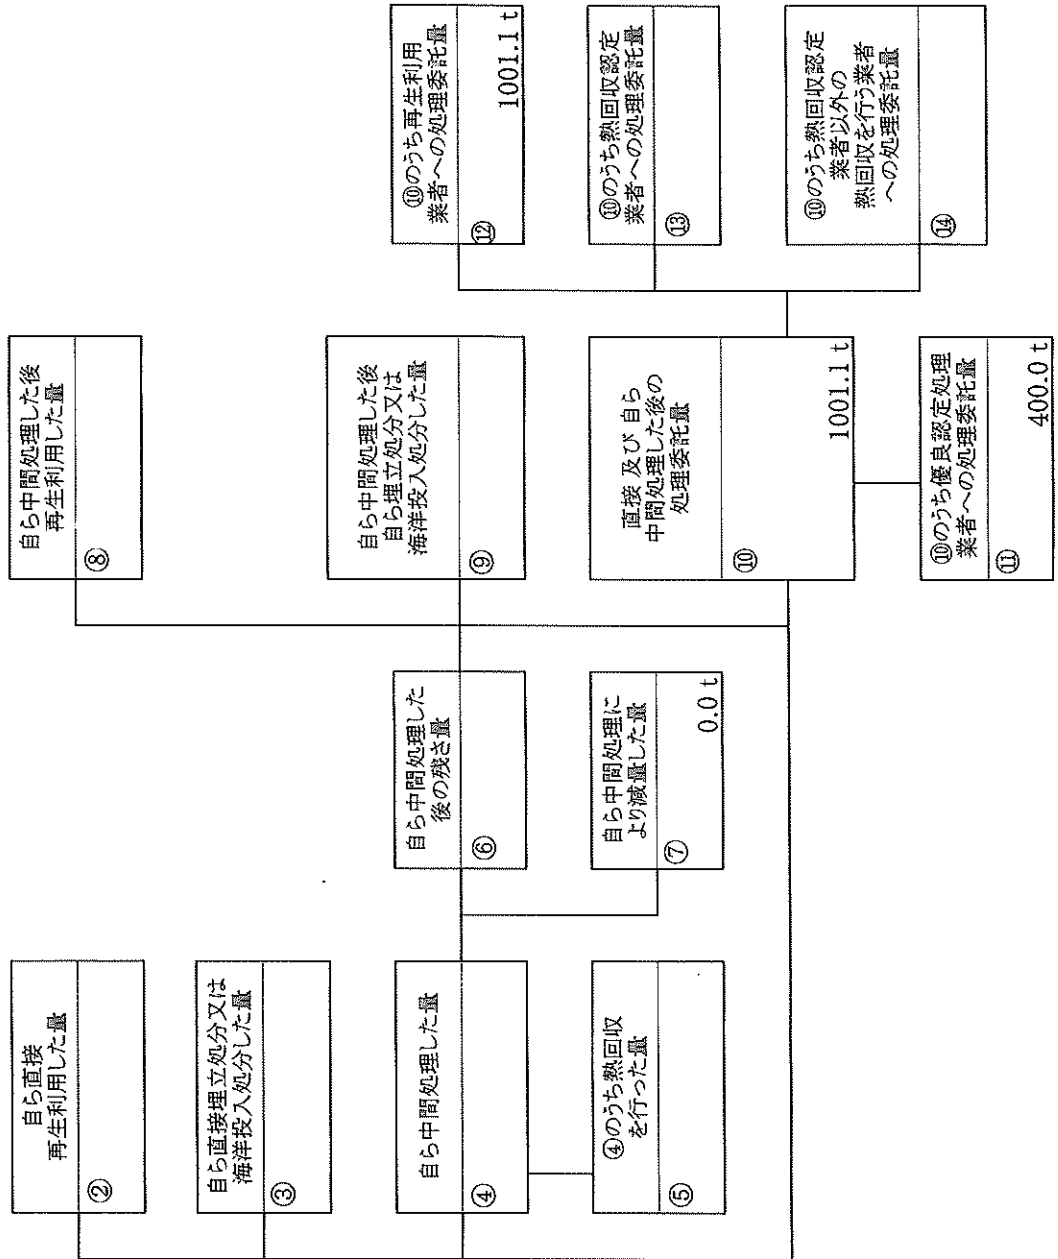 自ら直接
再生利用した量
②
自ら直接埋立処分又は
海洋投入処分した量
③
自ら中間処理した量
④
④のうち熱回収
を行った量
⑤
自ら中間処理した
後の残さ量
⑥
自ら中間処理に
より減量した量
⑦
0.0 t
自ら中間処理した後
再生利用した量
⑧
自ら中間処理した後
自ら埋立処分又は
海洋投入処分した量
⑨
直接 及び 自ら
中間処理した後の
処理委託量
⑩
1001.1 t
⑩のうち優良認定処理
業者への処理委託量
⑪
400.0 t
⑩のうち再生利用
業者への処理委託量
⑫
1001.1 t
⑩のうち熱回収認定
業者への処理委託量
⑬
⑩のうち熱回収認定
業者以外の
熱回収を行う業者
への処理委託量
⑭